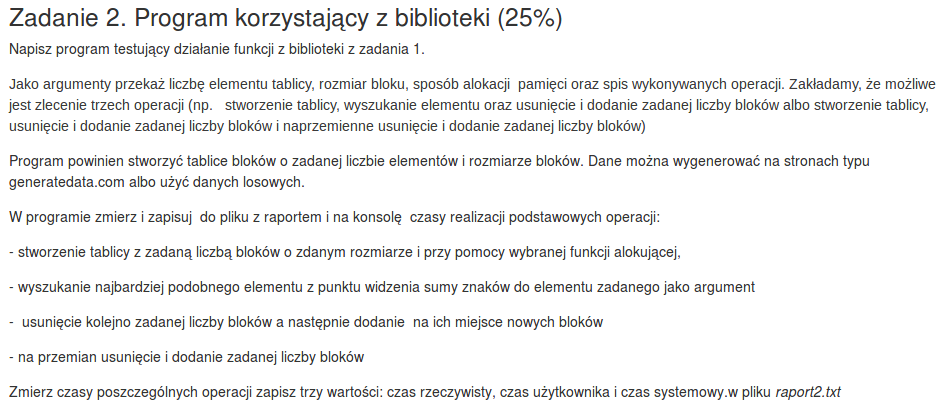 Zadanie 2. Program korzystający z biblioteki (25%)
Napisz program testujący działanie funkcji z biblioteki z zadania 1.
Jako argumenty przekaż liczbę elementu tablicy, rozmiar bloku, sposób alokacji  pamięci oraz spis wykonywanych operacji. Zakładamy, że możliwe
jest zlecenie trzech operacji (np.   stworzenie tablicy, wyszukanie elementu oraz usunięcie i dodanie zadanej liczby bloków albo stworzenie tablicy,
usunięcie i dodanie zadanej liczby bloków i naprzemienne usunięcie i dodanie zadanej liczby bloków)
Program powinien stworzyć tablice bloków o zadanej liczbie elementów i rozmiarze bloków. Dane można wygenerować na stronach typu
generatedata.com albo użyć danych losowych.
W programie zmierz i zapisuj  do pliku z raportem i na konsolę  czasy realizacji podstawowych operacji:
- stworzenie tablicy z zadaną liczbą bloków o zdanym rozmiarze i przy pomocy wybranej funkcji alokującej,
- wyszukanie najbardziej podobnego elementu z punktu widzenia sumy znaków do elementu zadanego jako argument
-  usunięcie kolejno zadanej liczby bloków a następnie dodanie  na ich miejsce nowych bloków
- na przemian usunięcie i dodanie zadanej liczby bloków
Zmierz czasy poszczególnych operacji zapisz trzy wartości: czas rzeczywisty, czas użytkownika i czas systemowy.w pliku raport2.txt